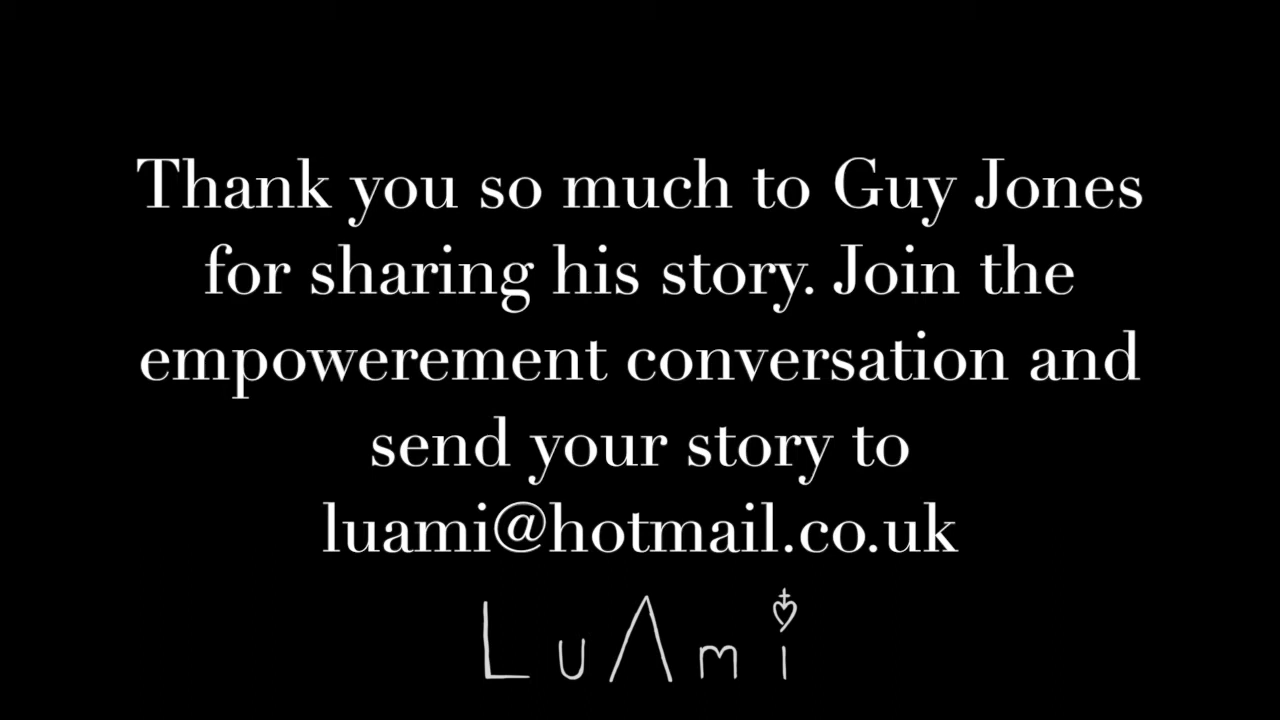 Thank you so much to Guy Jones
for sharing his story. Join the
empowerement conversation and
send your story to
luami@hotmail.co.uk
LuAmi